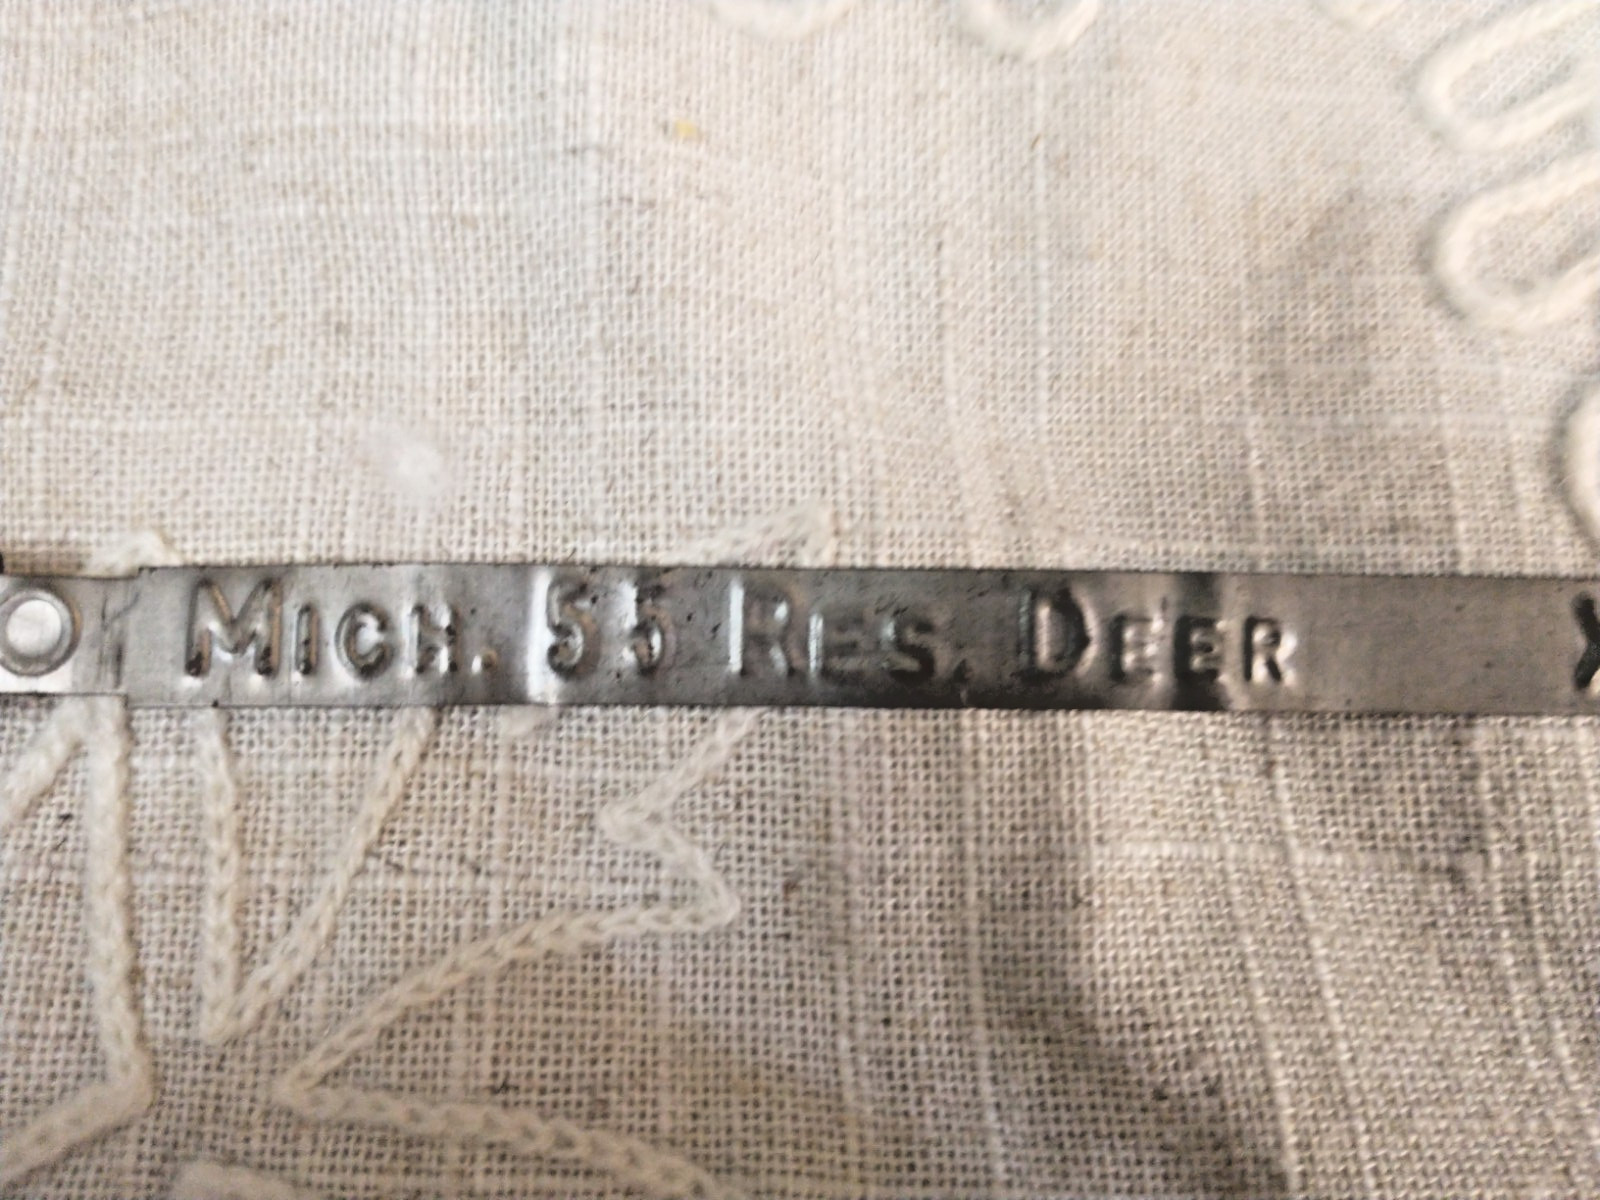 MICH. 55 RES. DEER